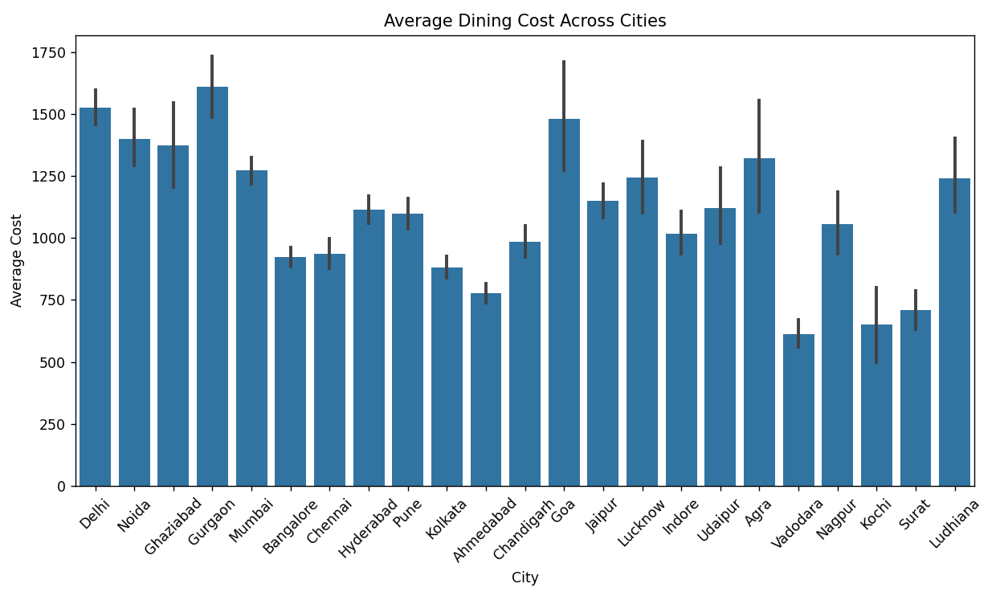 Average Dining Cost Across Cities
1750
1500
1250
1000
750
500
250
0
Average Cost
Delhi
Noida
Ghaziabad
Gurgaon
Mumbai
Bangalore
Chennai
Hyderabad
Pune
Kolkata
Ahmedabad
Chandigarh
Goa
Jaipur
Lucknow
Indore
Udaipur
Agra
Vadodara
Nagpur
Kochi
Surat
Ludhiana
City